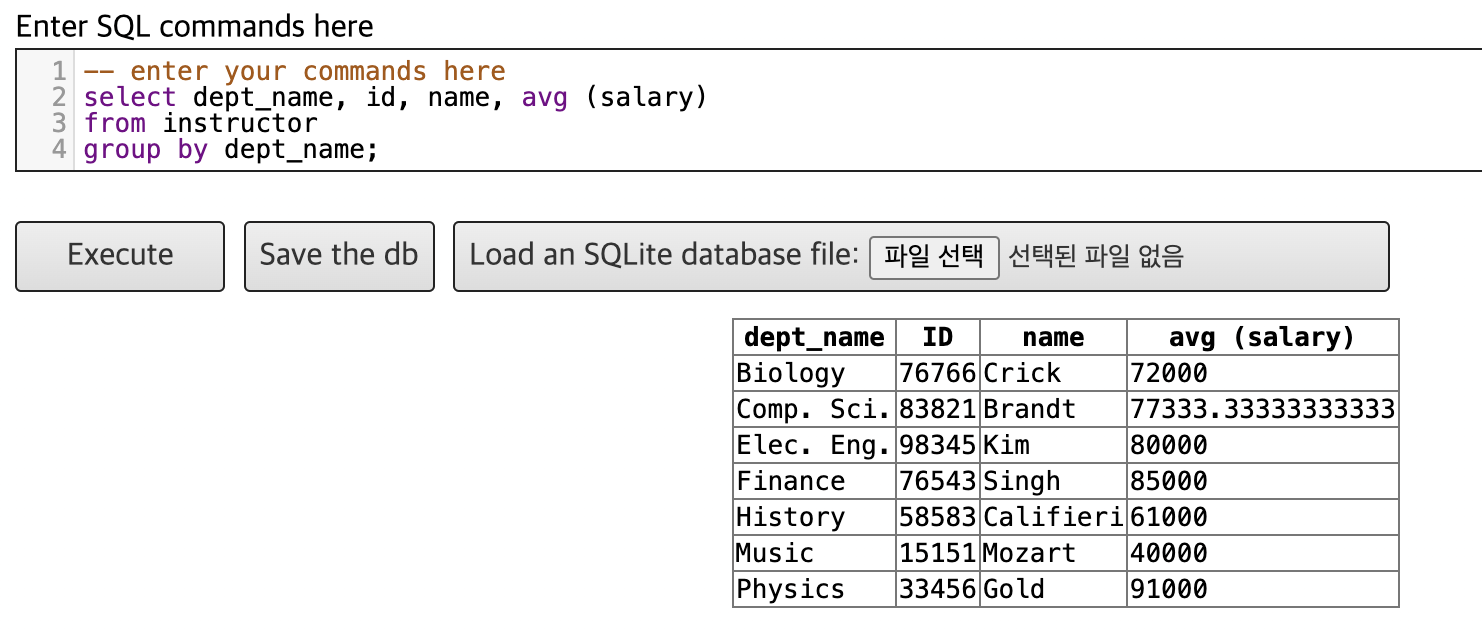 Enter SQL commands here
1 -- enter your commands here
2 select dept_name, id, name, avg (salary)
3 from instructor
4 group by dept_name;
Execute Save the db Load an SQLite database file: 파일 선택 선택된 파일 없음
dept_name ID name avg (salary)
Biology 76766 Crick 72000
Comp. Sci. 83821 Brandt 77333.33333333333
Elec. Eng. 98345 Kim 80000
Finance 76543 Singh 85000
History 58583 Califieri 61000
Music 15151 Mozart 40000
Physics 33456 Gold 91000